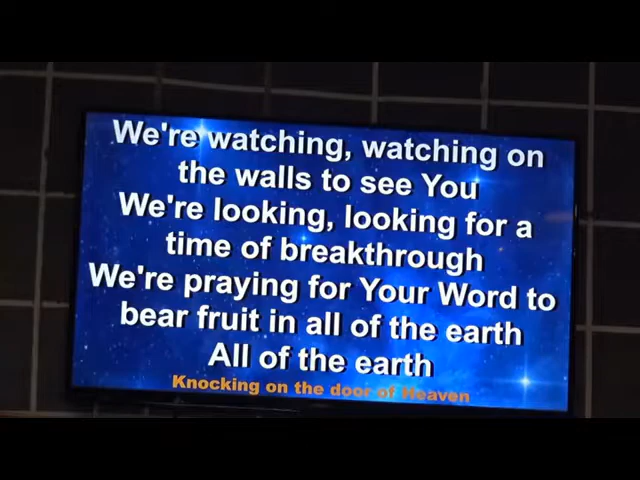 We're watching, watching on
the walls to see You
We're looking, looking for a
time of breakthrough
We're praying for Your Word to
bear fruit in all of the earth
All of the earth
Knocking on the door of Heaven